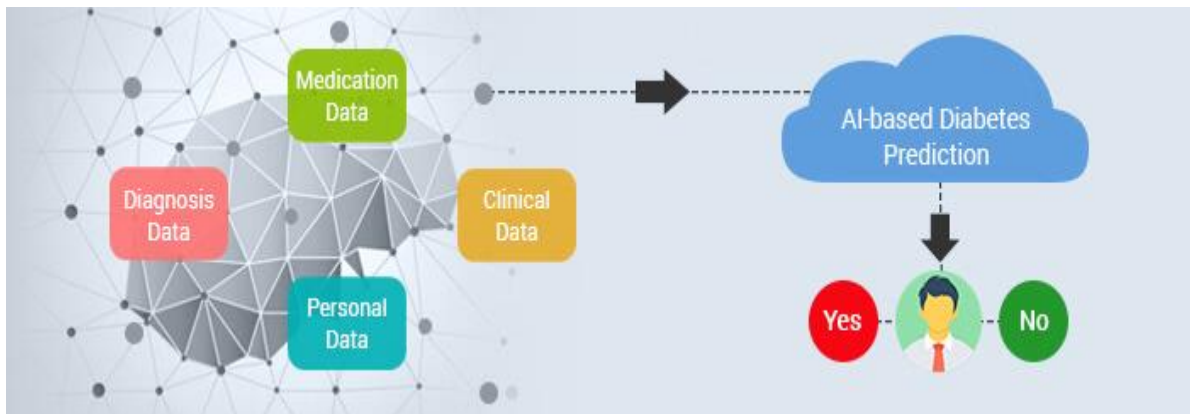 Medication
Data
Diagnosis
Data
Clinical
Data
Personal
Data
AI-based Diabetes
Prediction
Yes
No